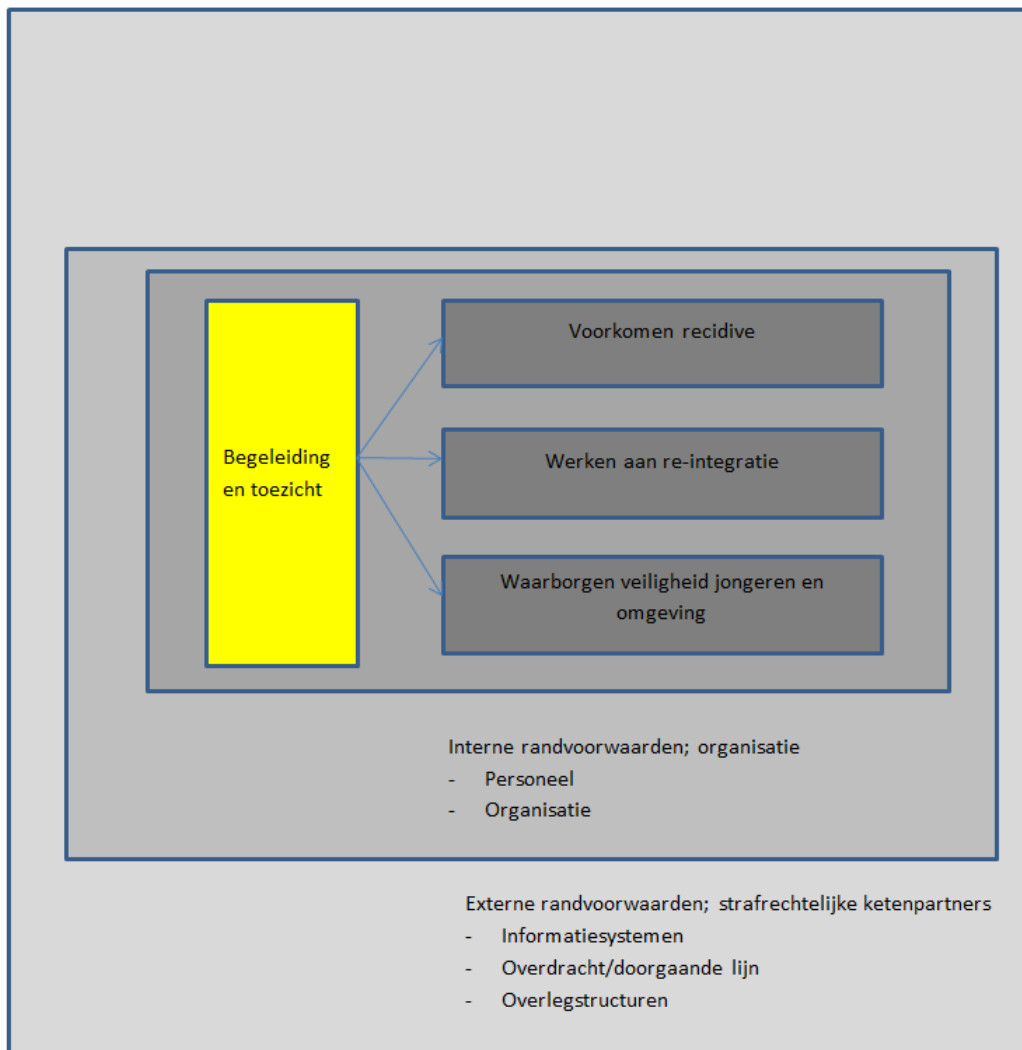 Begeleiding
en toezicht
Voorkomen recidive
Werken aan re-integratie
Waarborgen veiligheid jongeren en
omgeving
Interne randvoorwaarden; organisatie
- Personeel
- Organisatie
Externe randvoorwaarden; strafrechtelijke ketenpartners
- Informatiesystemen
- Overdracht/doorgaande lijn
- Overlegstructuren